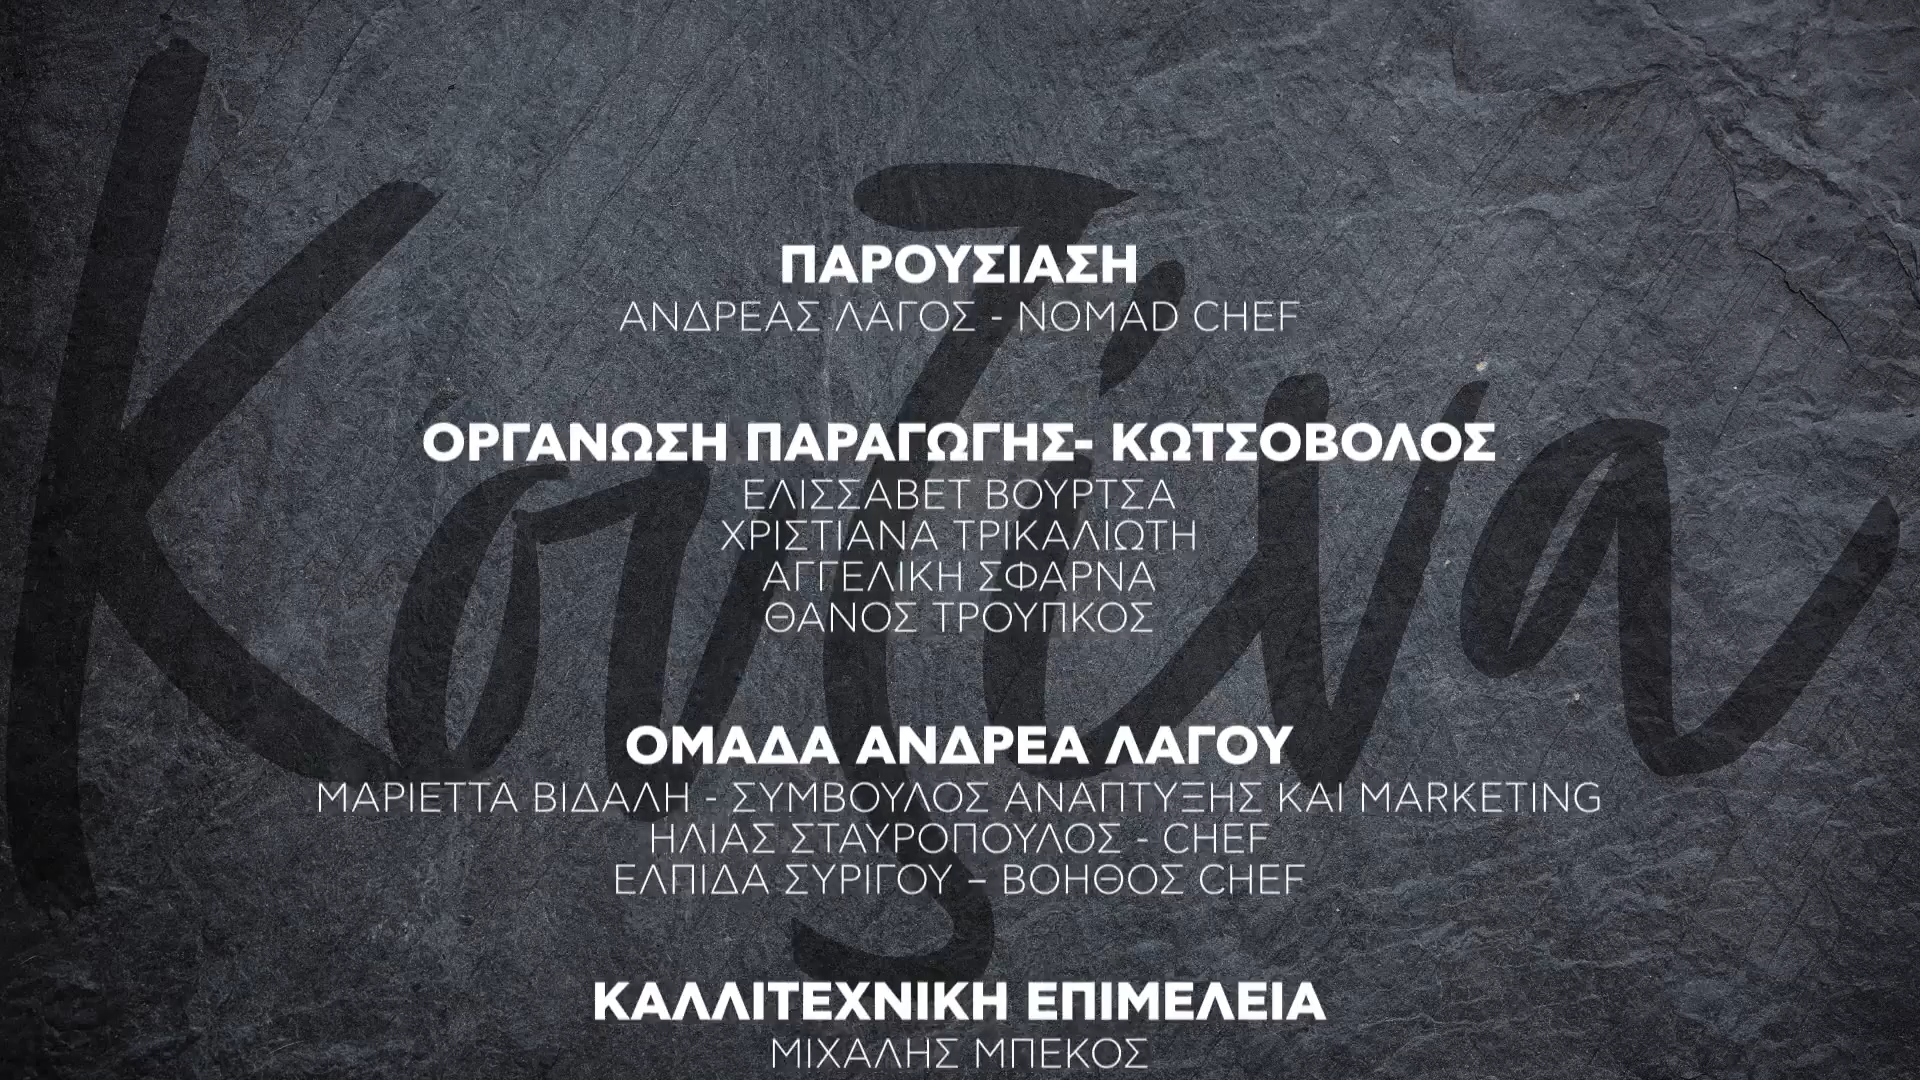 Κουζίνα
ΠΑΡΟΥΣΙΑΣΗ
ΑΝΔΡΕΑΣ ΛΑΓΟΣ - NOMAD CHEF
ΟΡΓΑΝΩΣΗ ΠΑΡΑΓΩΓΗΣ- ΚΩΤΣΟΒΟΛΟΣ
ΕΛΙΣΣΑΒΕΤ ΒΟΥΡΤΣΑ
ΧΡΙΣΤΙΑΝΑ ΤΡΙΚΑΛΙΩΤΗ
ΑΓΓΕΛΙΚΗ ΣΦΑΡΝΑ
ΘΑΝΟΣ ΤΡΟΥΠΚΟΣ
ΟΜΑΔΑ ΑΝΔΡΕΑ ΛΑΓΟΥ
ΜΑΡΙΕΤΤΑ ΒΙΔΑΛΗ - ΣΥΜΒΟΥΛΟΣ ΑΝΑΠΤΥΞΗΣ ΚΑΙ MARKETING
ΗΛΙΑΣ ΣΤΑΥΡΟΠΟΥΛΟΣ - CHEF
ΕΛΠΙΔΑ ΣΥΡΙΓΟΥ – ΒΟΗΘΟΣ CHEF
ΚΑΛΛΙΤΕΧΝΙΚΗ ΕΠΙΜΕΛΕΙΑ
ΜΙΧΑΛΗΣ ΜΠΕΚΟΣ